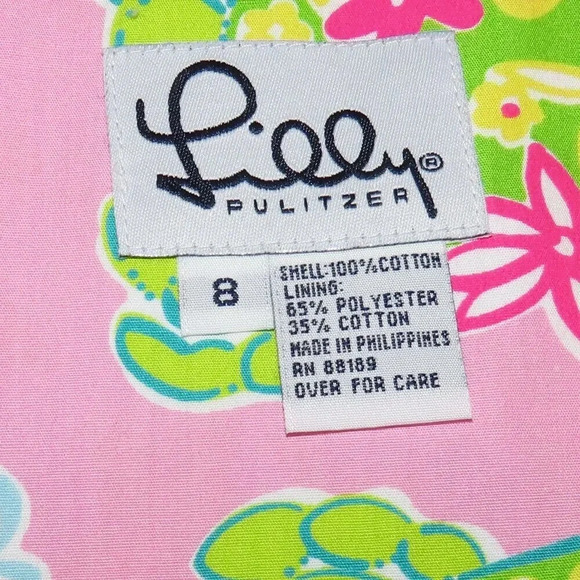 Lilly®
PULITZER
8
SHELL:100%COTTON
LINING:
65% POLYESTER
35% COTTON
MADE IN PHILIPPINES
RN 88189
OVER FOR CARE